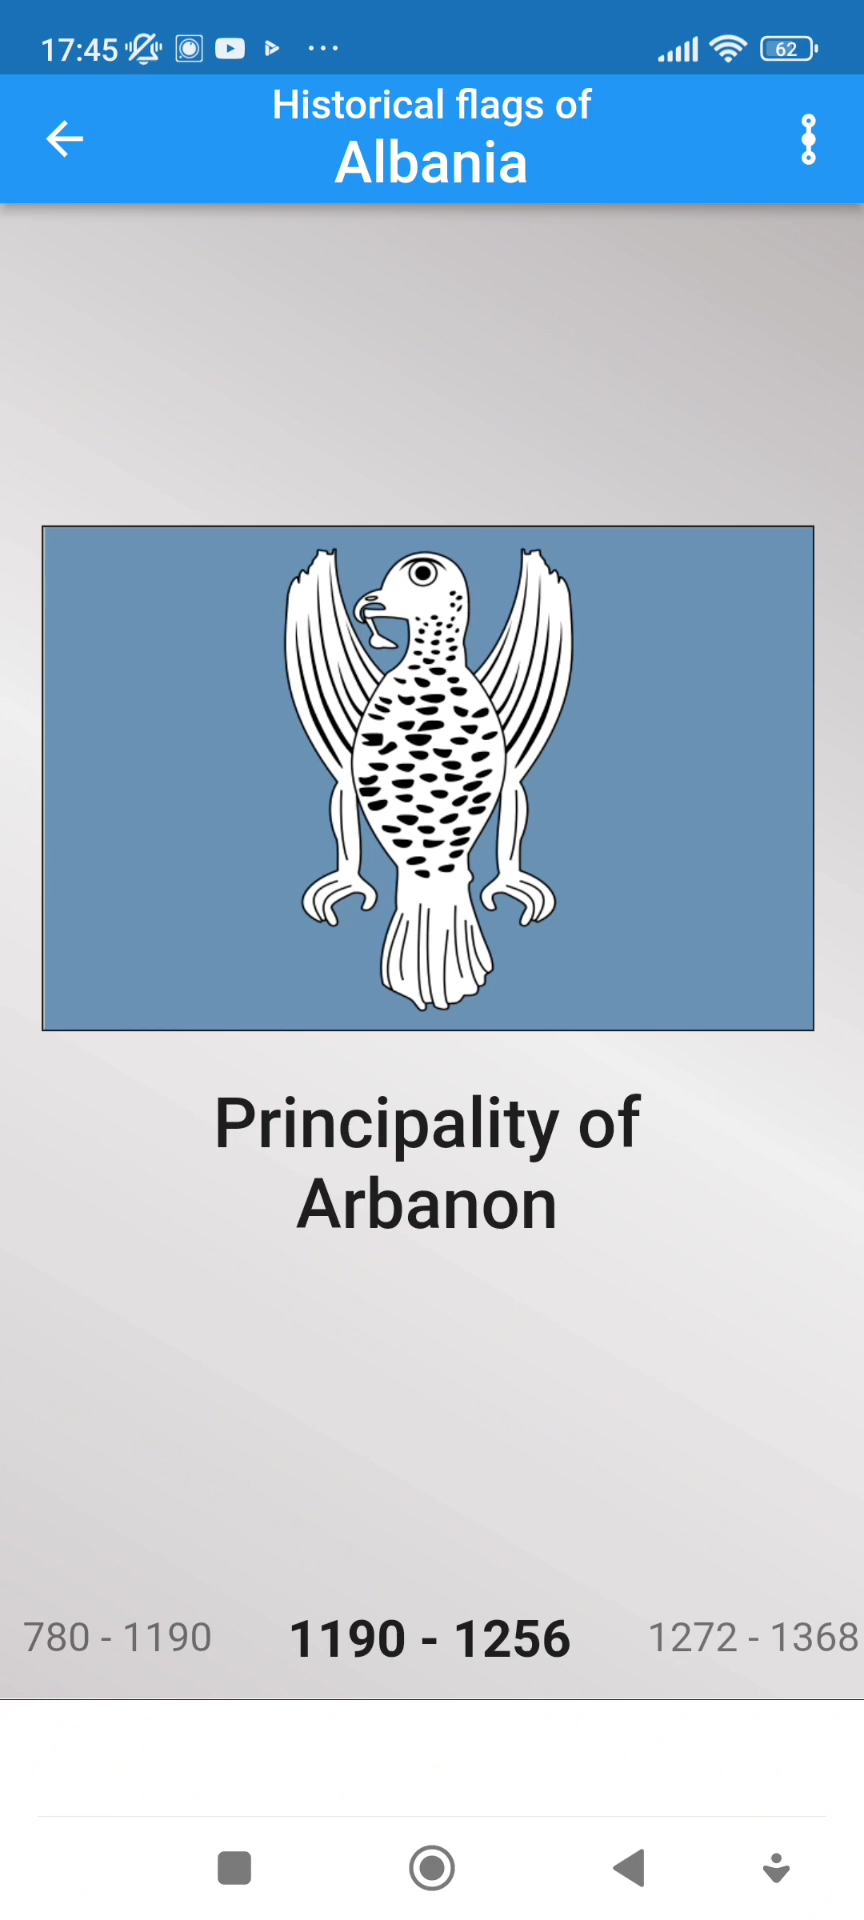 17:45
62
Historical flags of
Albania
Principality of
Arbanon
780 - 1190
1190 - 1256
1272 - 1368